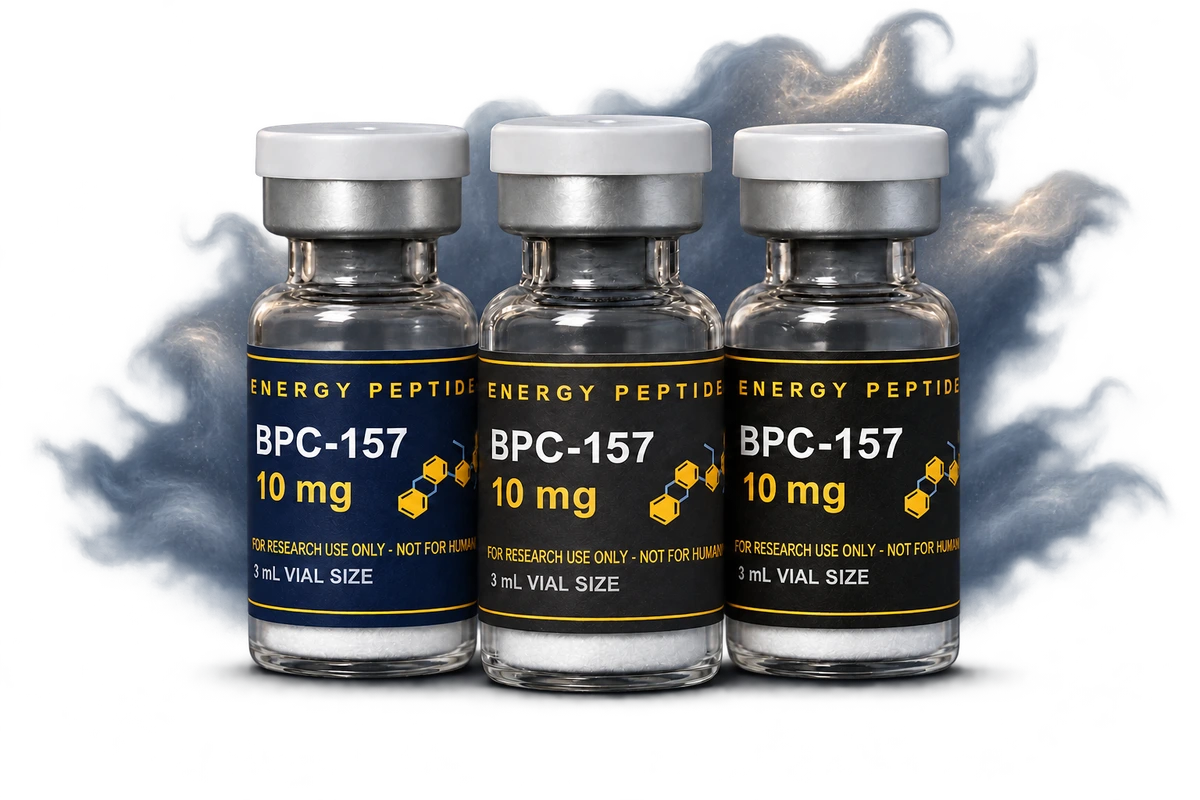 ENERGY PEPTIDE
BPC-157
10 mg
FOR RESEARCH USE ONLY - NOT FOR HUMAN
3 mL VIAL SIZE
ENERGY PEPTIDE
BPC-157
10 mg
FOR RESEARCH USE ONLY - NOT FOR HUMAN
3 mL VIAL SIZE
ENERGY PEPTIDE
BPC-157
10 mg
FOR RESEARCH USE ONLY - NOT FOR HUMAN
3 mL VIAL SIZE